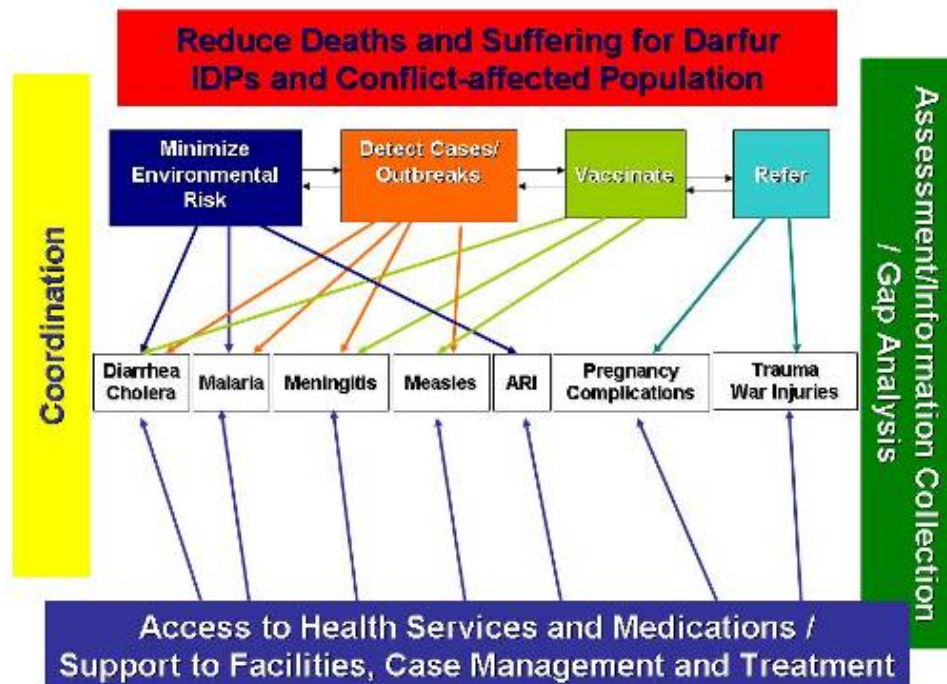 Reduce Deaths and Suffering for Darfur
IDPs and Conflict-affected Population
Coordination
Assessment/Information Collection
/ Gap Analysis
Minimize
Environmental
Risk
Detect Cases/
Outbreaks
Vaccinate
Refer
Diarrhea
Cholera
Malaria
Meningitis
Measles
ARI
Pregnancy
Complications
Trauma
War Injuries
Access to Health Services and Medications /
Support to Facilities, Case Management and Treatment